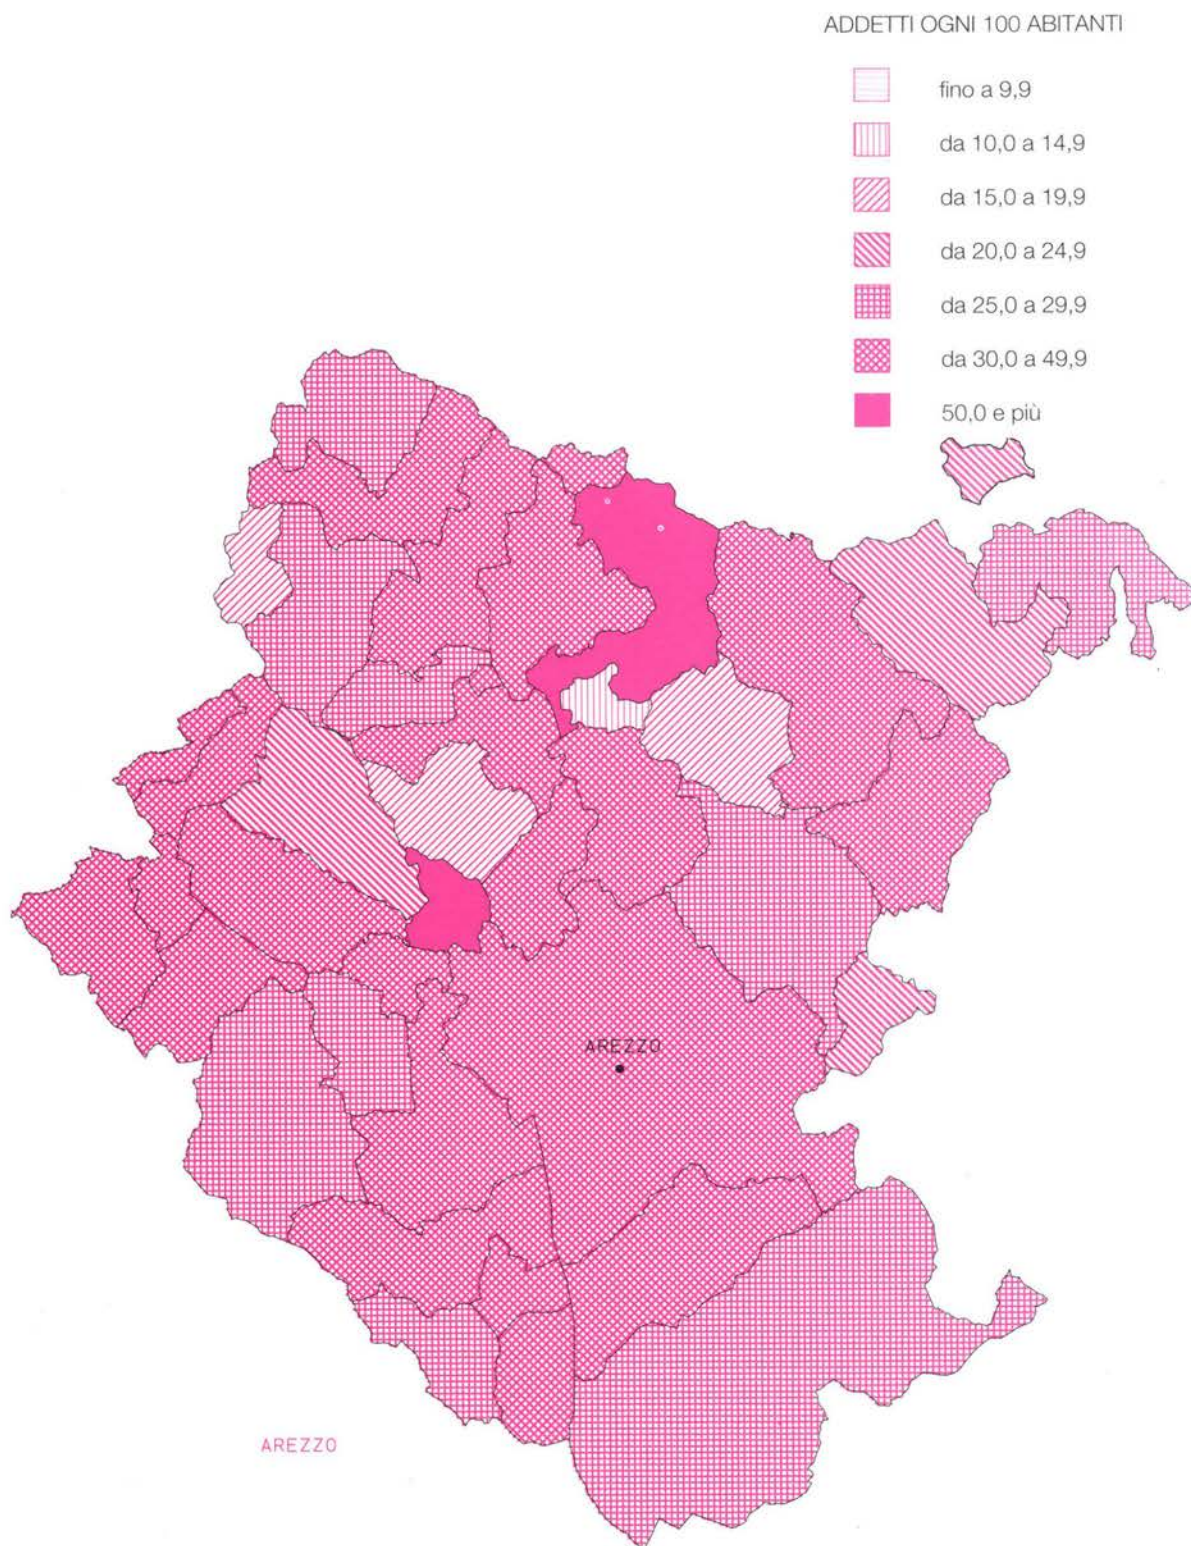 ADDETTI OGNI 100 ABITANTI
fino a 9,9
da 10,0 a 14,9
da 15,0 a 19,9
da 20,0 a 24,9
da 25,0 a 29,9
da 30,0 a 49,9
50,0 e più
AREZZO
AREZZO